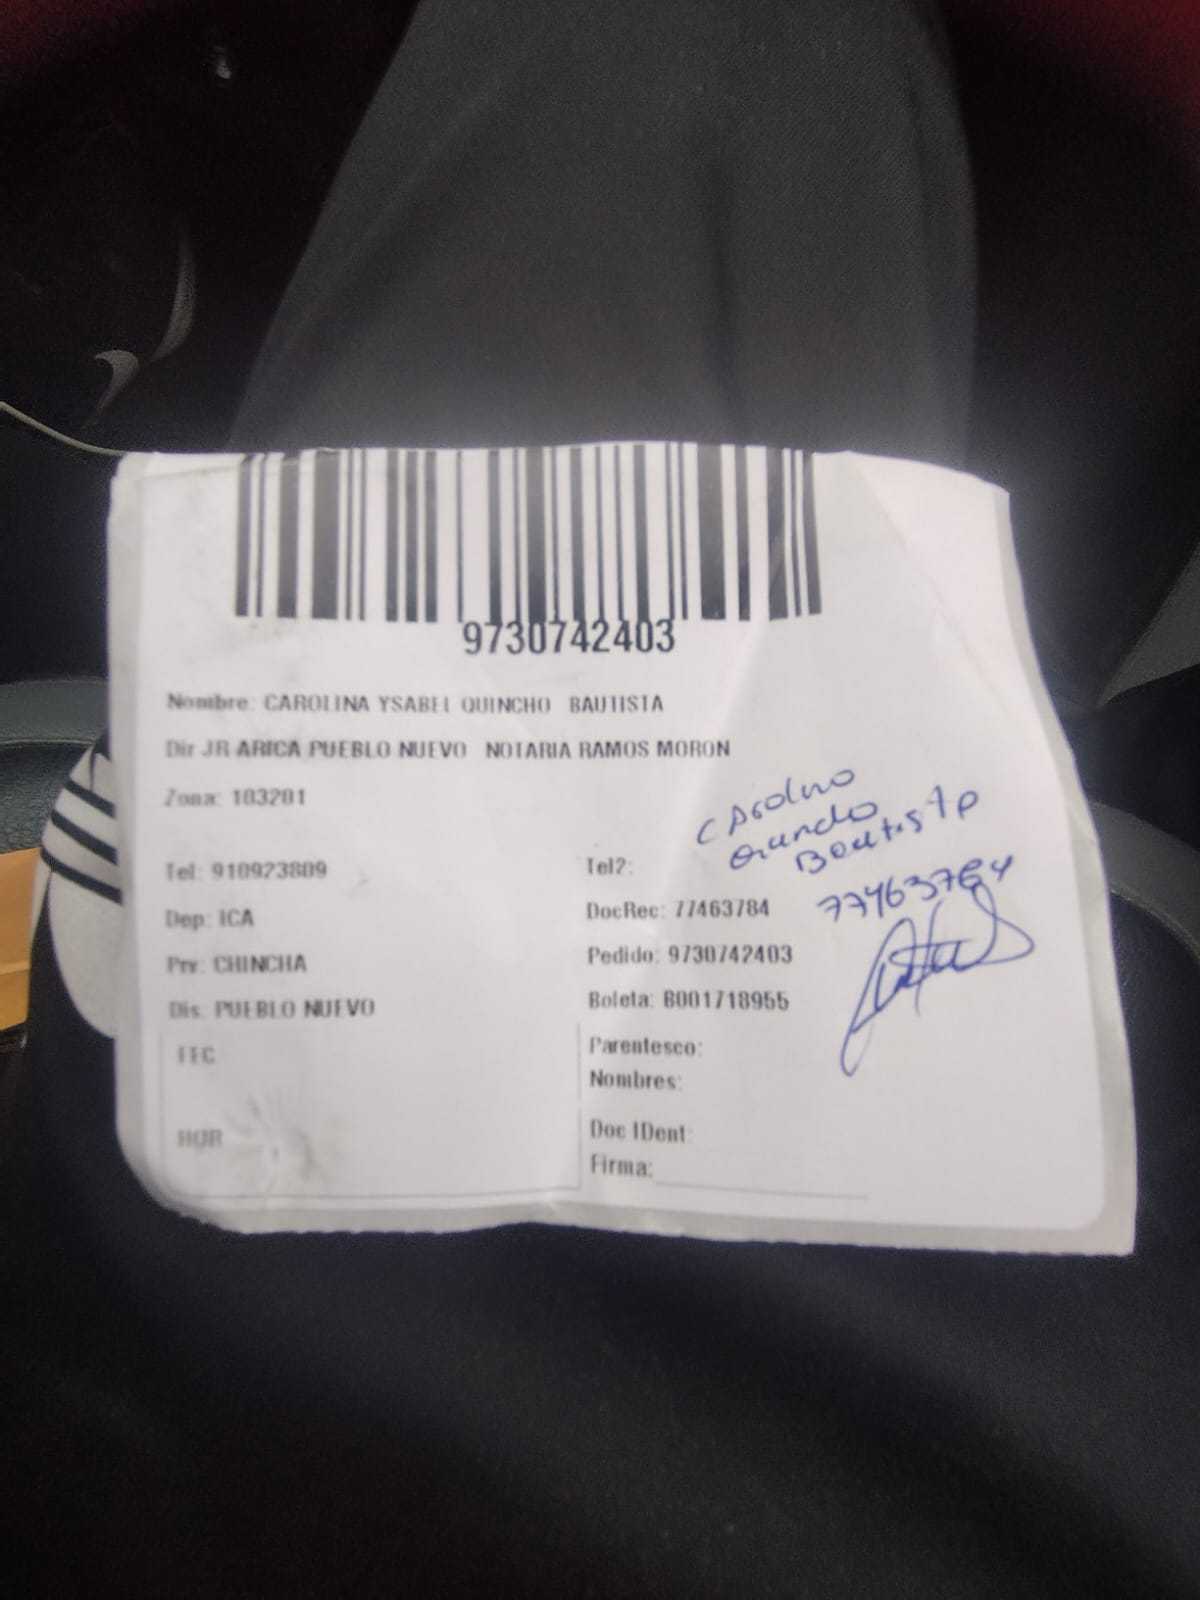 9730742403
Nombre: CAROLINA YSABEL QUINCHO BAUTISTA
Dir JR ARICA PUEBLO NUEVO NOTARIA RAMOS MORON
Zona: 103201
Tel: 910923809
Dep: ICA
Prv: CHINCHA
Dis: PUEBLO NUEVO
FEC
HOR
Tel2:
DocRec: 77463784
Pedido: 9730742403
Boleta: B001718955
Parentesco:
Nombres:
Doc IDent:
Firma:
Carolina
Bautista
77463784